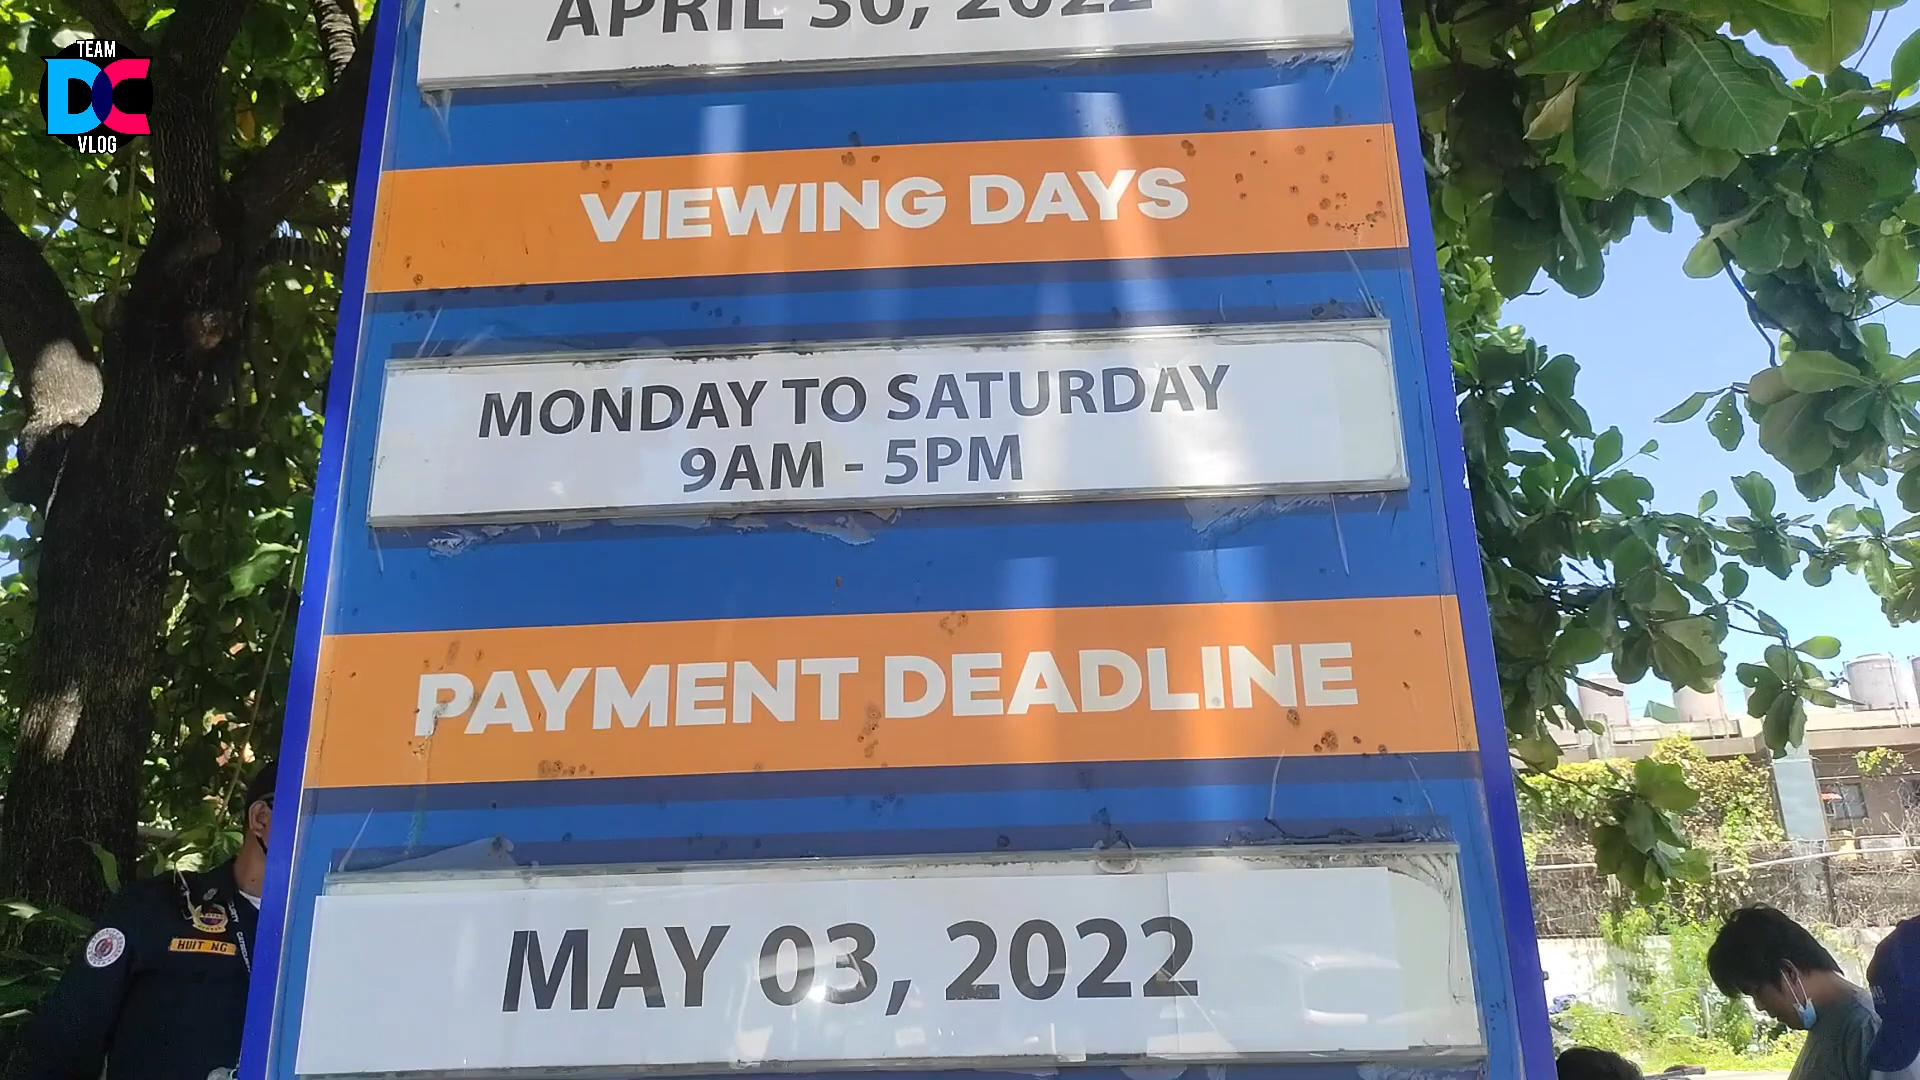 TEAM
DC
VLOG
APRIL 30, 2022
VIEWING DAYS
MONDAY TO SATURDAY
9AM - 5PM
PAYMENT DEADLINE
MAY 03, 2022